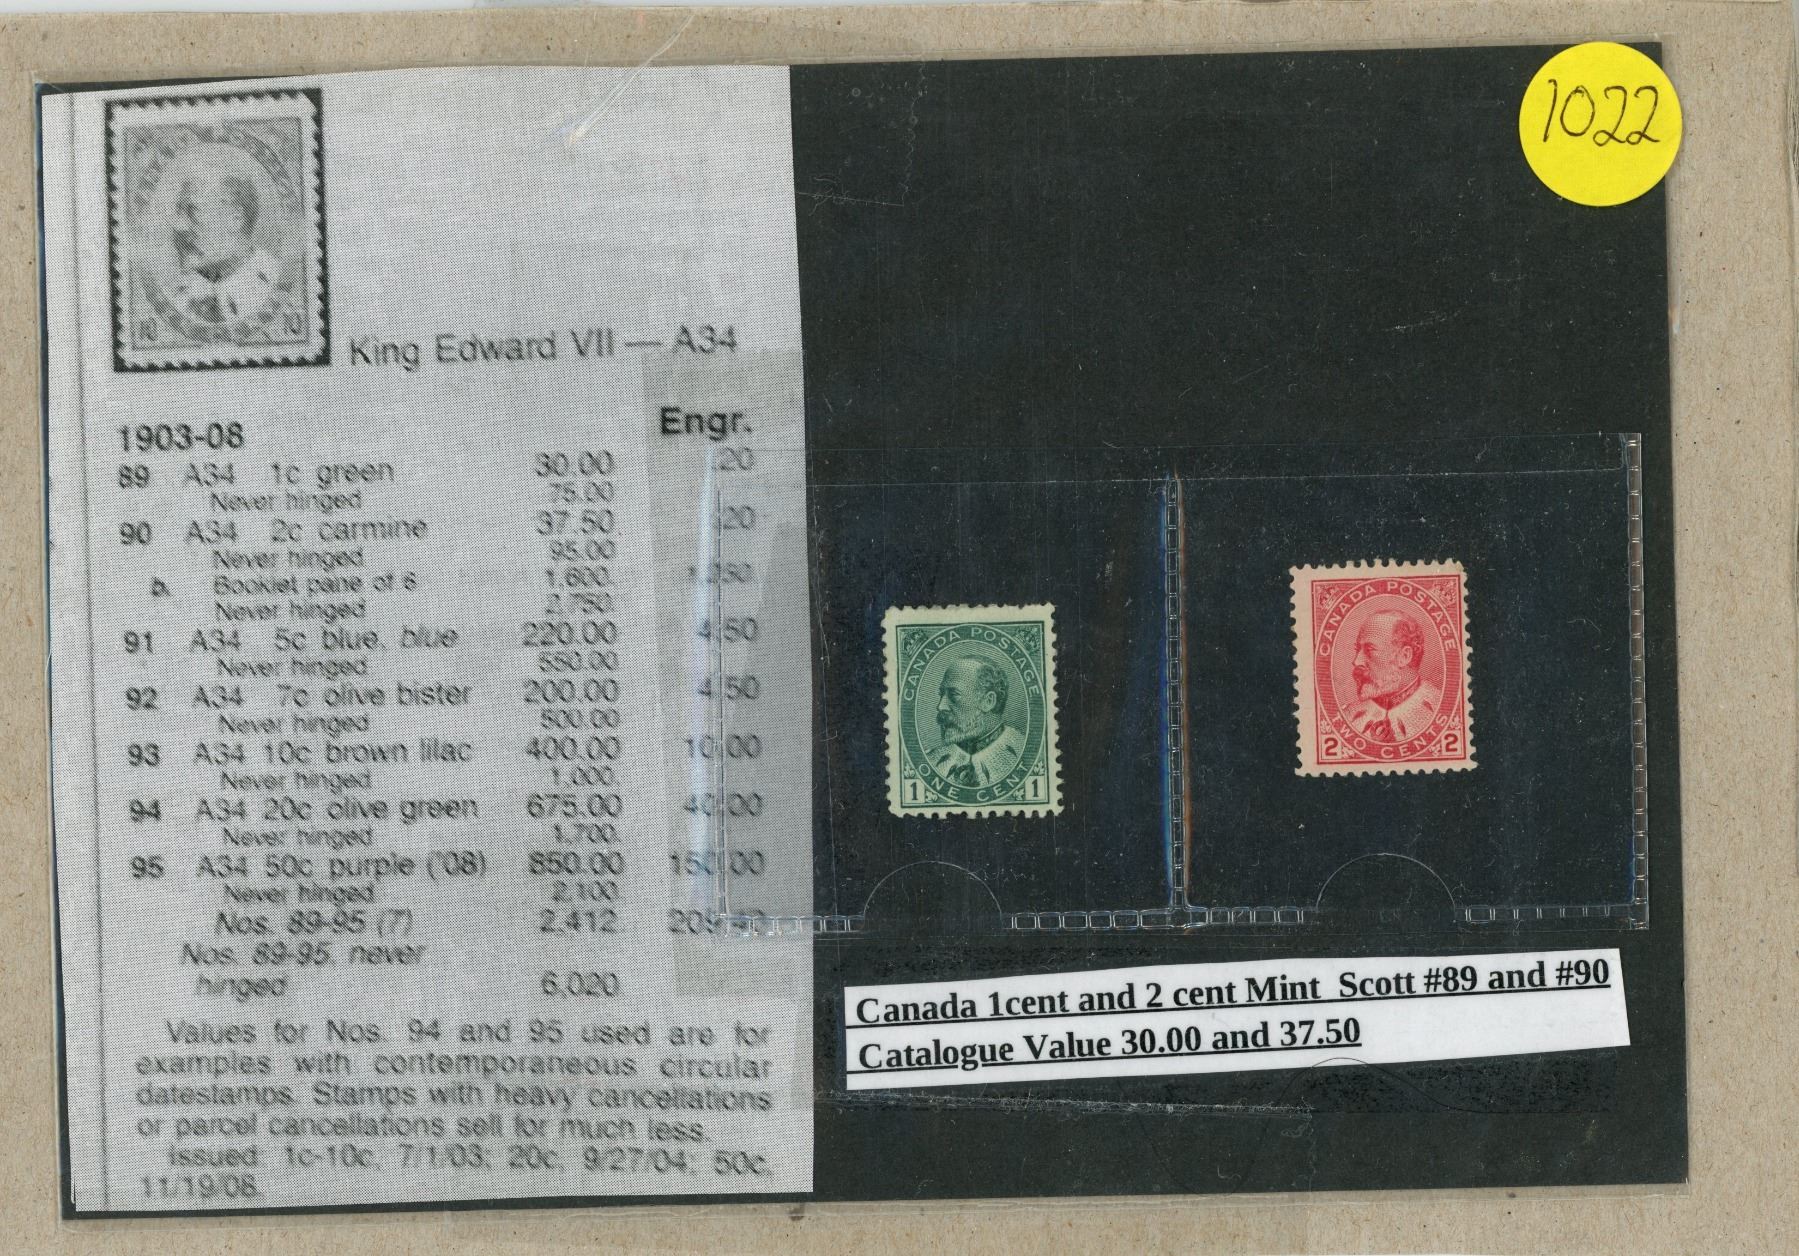 1022
10 10
King Edward VII — A34
1903-08 Engr.
89 A34 1c green 30.00 .20
Never hinged 75.00
90 A34 2c carmine 37.50 .20
Never hinged 95.00
b. Booklet pane of 6 1,600.
Never hinged 2,750.
91 A34 5c blue, blue 220.00 4.50
Never hinged 550.00
92 A34 7c olive bister 200.00 4.50
Never hinged 500.00
93 A34 10c brown lilac 400.00 10.00
Never hinged 1,000.
94 A34 20c olive green 675.00 40.00
Never hinged 1,700.
95 A34 50c purple ('08) 850.00 150.00
Never hinged 2,100.
Nos. 89-95 (7) 2,412.
Nos. 89-95, never
hinged 6,020.
Values for Nos. 94 and 95 used are for
examples with contemporaneous circular
datestamps. Stamps with heavy cancellations
or parcel cancellations sell for much less.
Issued: 1c-10c, 7/1/03; 20c, 9/27/04; 50c,
11/19/08.
CANADA POSTAGE
ONE CENT
1 1
CANADA POSTAGE
TWO CENTS
2 2
Canada 1cent and 2 cent Mint Scott #89 and #90
Catalogue Value 30.00 and 37.50